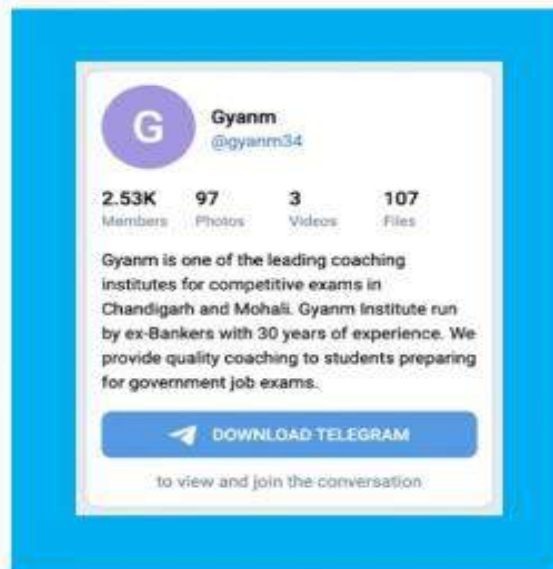 G
Gyanm
@gyanm34
2.53K 97 3 107
Members Photos Videos Files
Gyanm is one of the leading coaching
institutes for competitive exams in
Chandigarh and Mohali. Gyanm Institute run
by ex-Bankers with 30 years of experience. We
provide quality coaching to students preparing
for government job exams.
DOWNLOAD TELEGRAM
to view and join the conversation